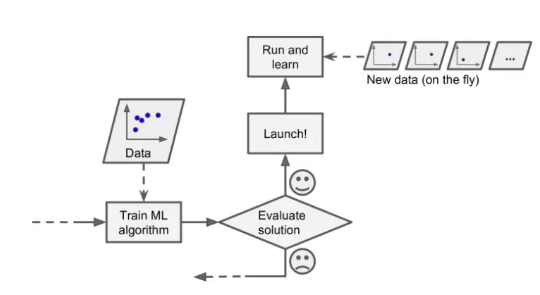 Run and
learn
...
New data (on the fly)
Launch!
Data
Train ML
algorithm
Evaluate
solution